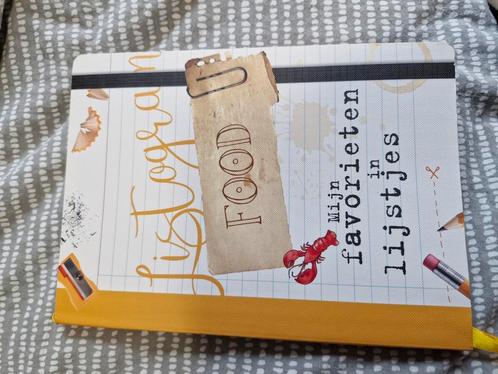 Listogram
FOOD
Mijn
favorieten
in
lijstjes